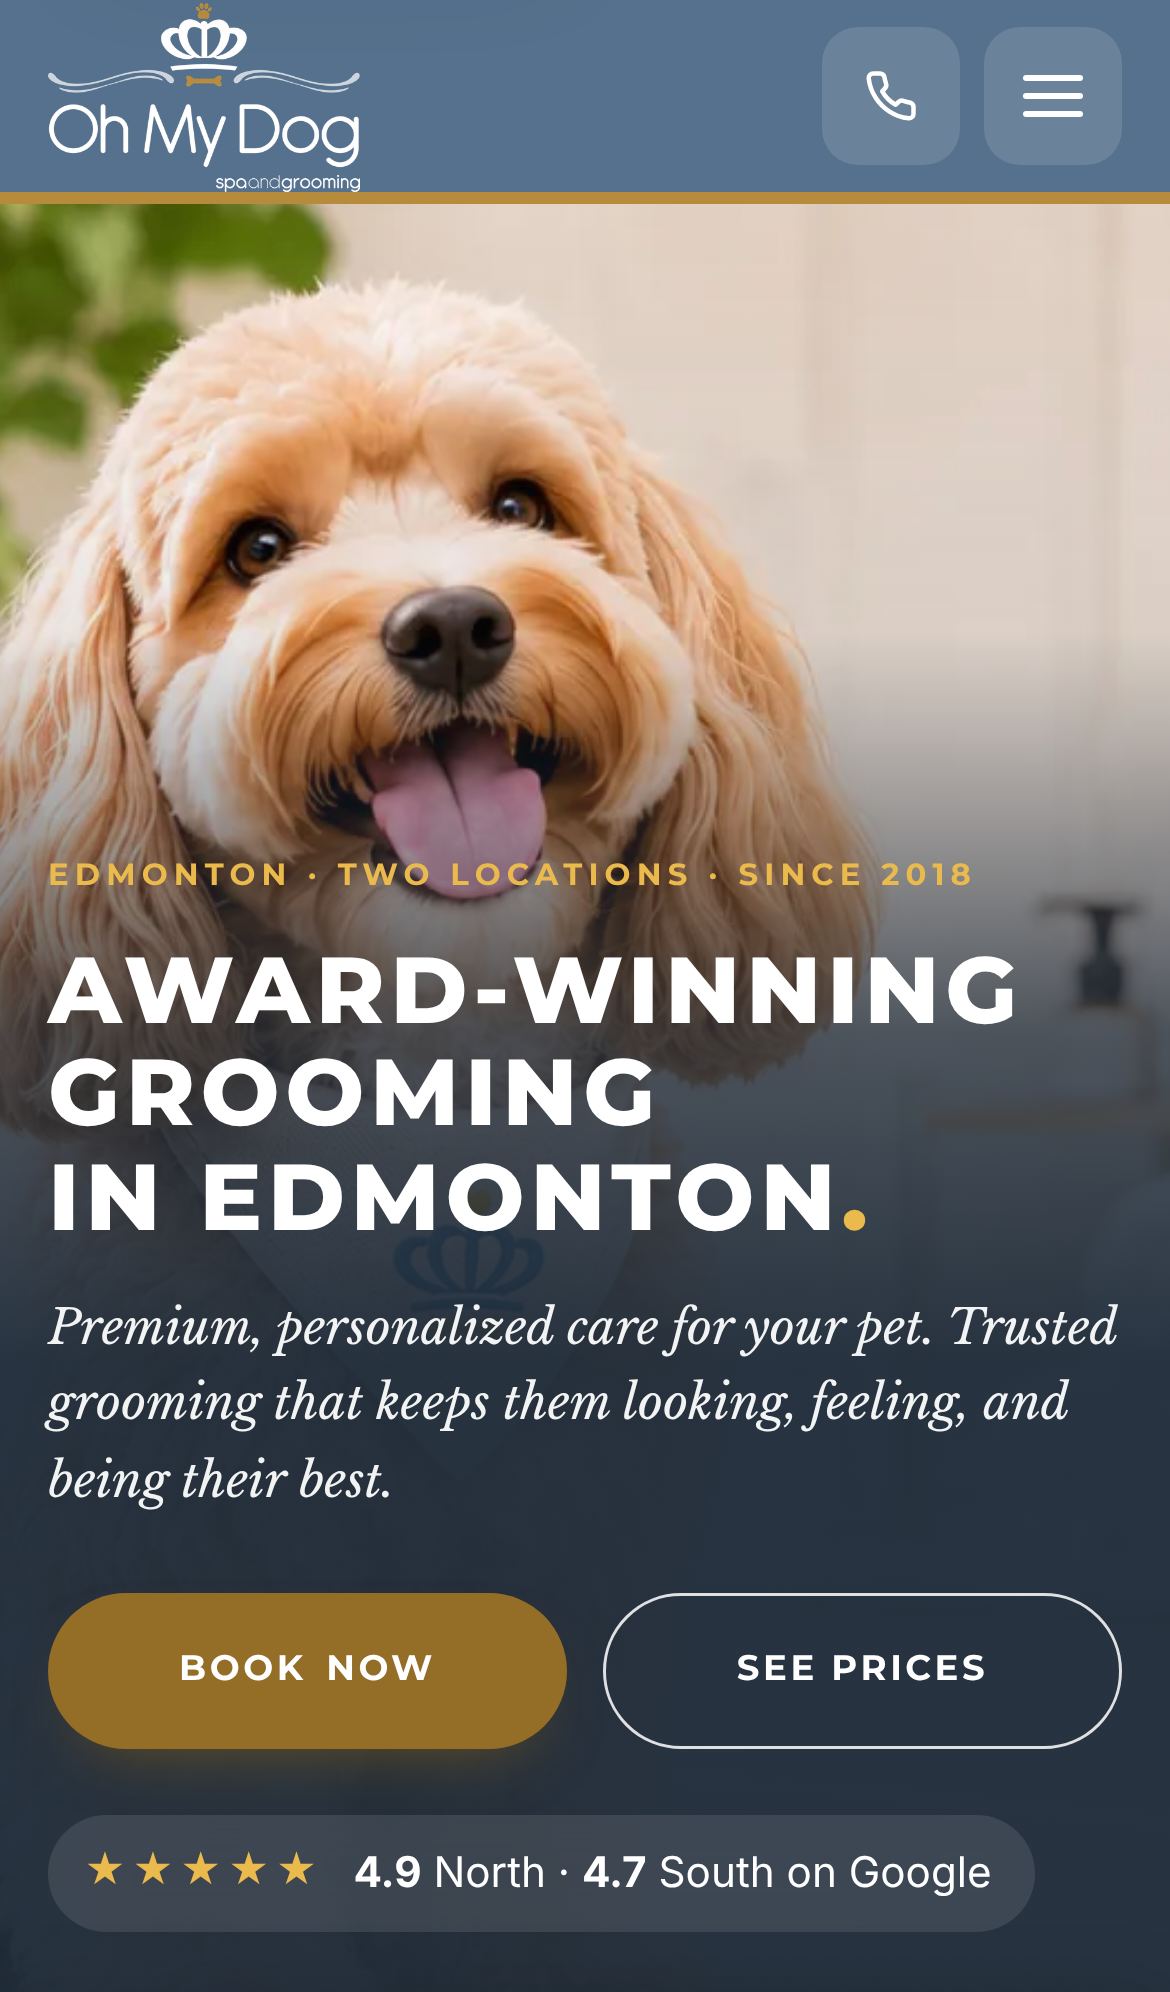 Oh My Dog
spaandgrooming
EDMONTON · TWO LOCATIONS · SINCE 2018
AWARD-WINNING
GROOMING
IN EDMONTON.
Premium, personalized care for your pet. Trusted
grooming that keeps them looking, feeling, and
being their best.
BOOK NOW
SEE PRICES
★★★★★ 4.9 North · 4.7 South on Google